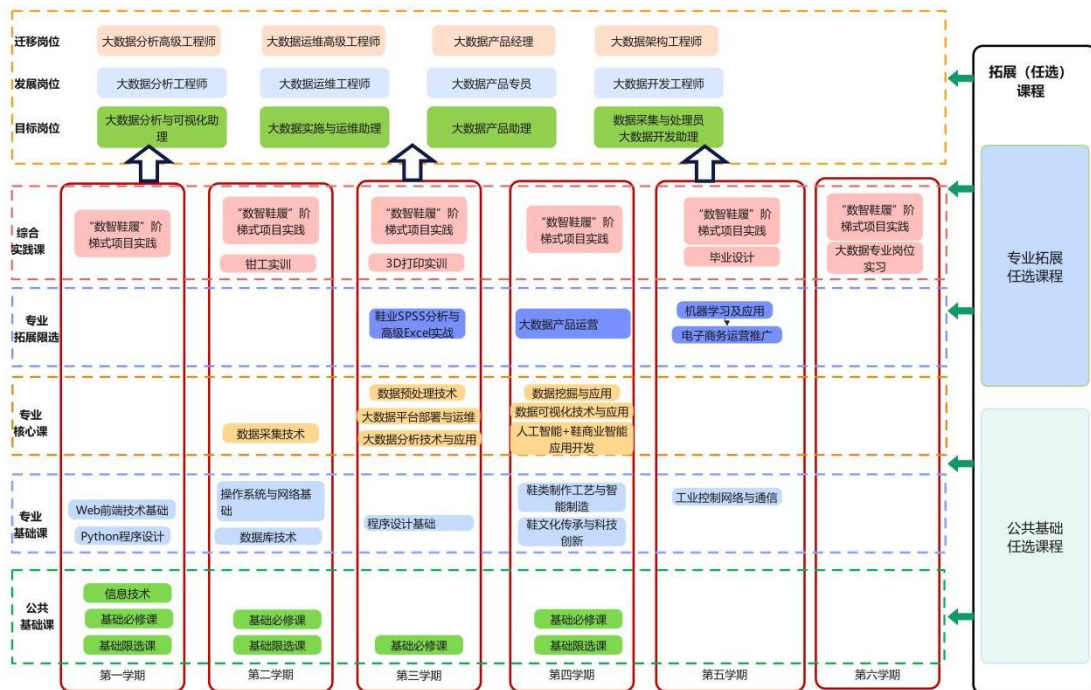 迁移岗位
大数据分析高级工程师
大数据运维高级工程师
大数据产品经理
大数据架构工程师
发展岗位
大数据分析工程师
大数据运维工程师
大数据产品专员
大数据开发工程师
目标岗位
大数据分析与可视化助
理
大数据实施与运维助理
大数据产品助理
数据采集与处理员
大数据开发助理
拓展（任选）
课程
专业拓展
任选课程
公共基础
任选课程
综合
实践课
“数智鞋履”阶
梯式项目实践
“数智鞋履”阶
梯式项目实践
钳工实训
“数智鞋履”阶
梯式项目实践
3D打印实训
“数智鞋履”阶
梯式项目实践
“数智鞋履”阶
梯式项目实践
毕业设计
“数智鞋履”阶
梯式项目实践
大数据专业岗位
实习
专业
拓展限选
鞋业SPSS分析与
高级Excel实战
大数据产品运营
机器学习及应用
电子商务运营推广
专业
核心课
数据采集技术
数据预处理技术
大数据平台部署与运维
大数据分析技术与应用
数据挖掘与应用
数据可视化技术与应用
人工智能+鞋商业智能
应用开发
专业
基础课
Web前端技术基础
Python程序设计
操作系统与网络基
础
数据库技术
程序设计基础
鞋类制作工艺与智
能制造
鞋文化传承与科技
创新
工业控制网络与通信
公共
基础课
信息技术
基础必修课
基础限选课
基础必修课
基础限选课
基础必修课
基础必修课
基础限选课
第一学期
第二学期
第三学期
第四学期
第五学期
第六学期